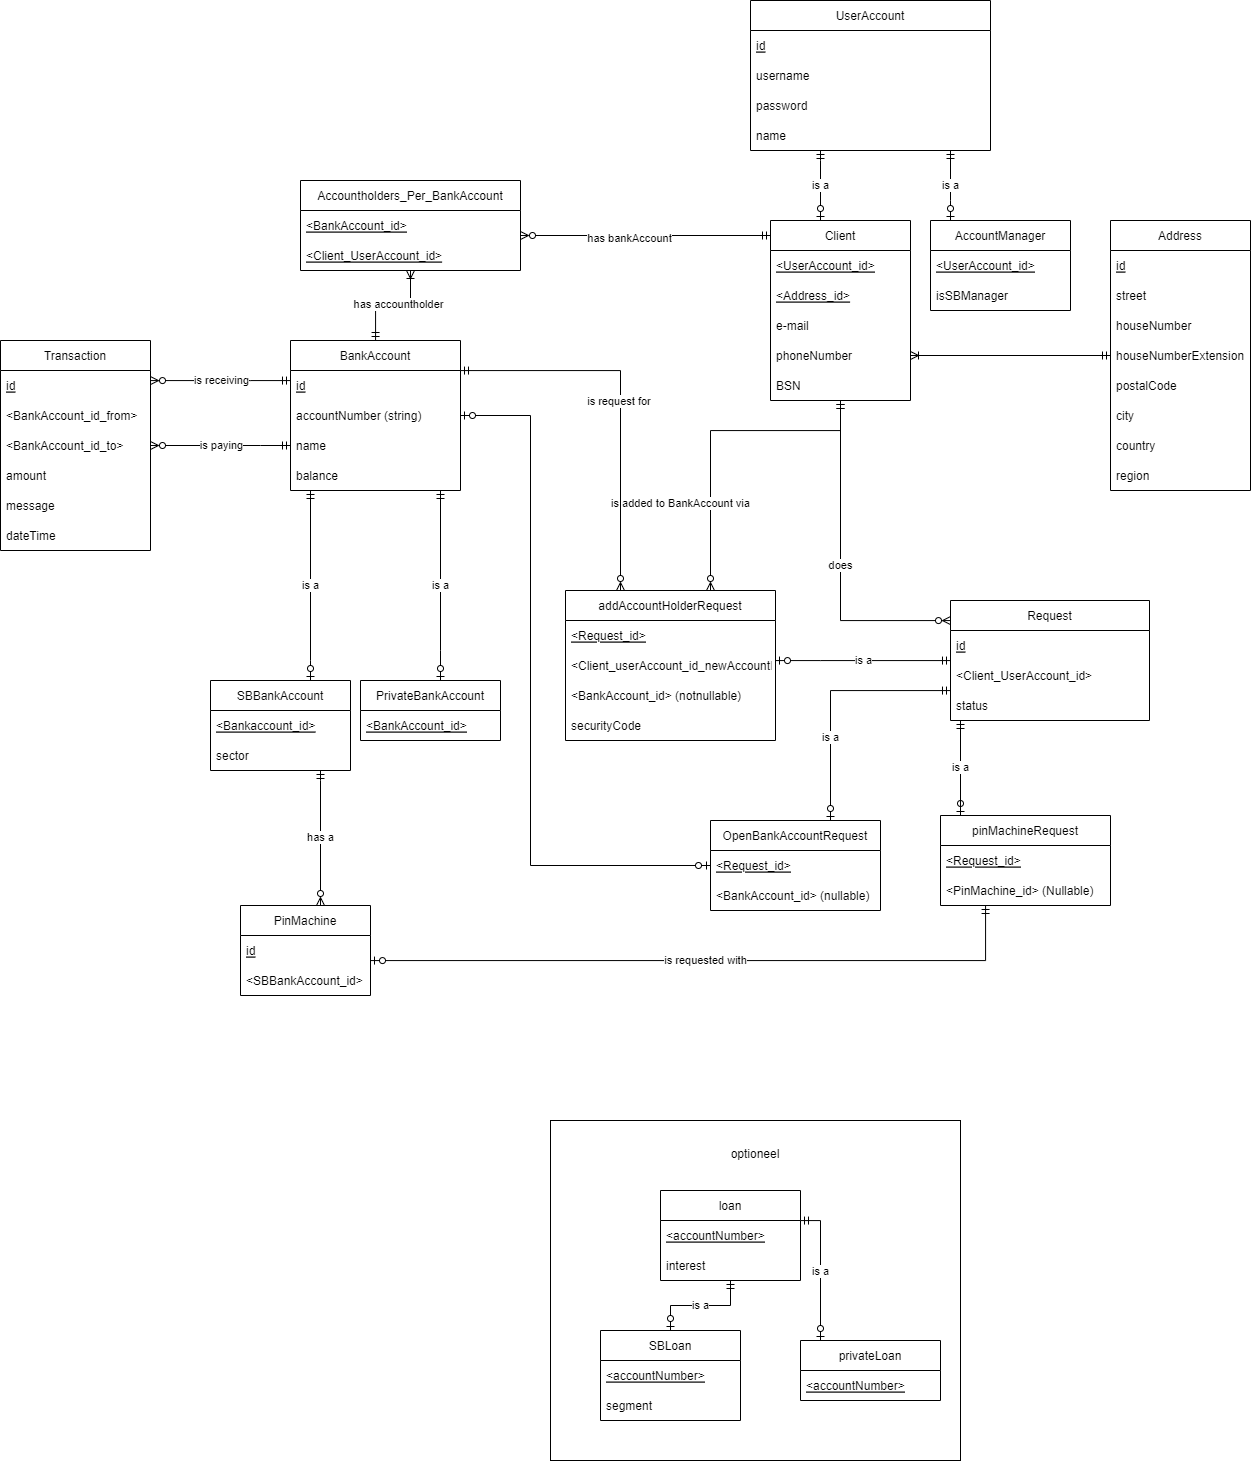 UserAccount
id
username
password
name
is a
is a
Accountholders_Per_BankAccount
<BankAccount_id>
<Client_UserAccount_id>
has bankAccount
Client
<UserAccount_id>
<Address_id>
e-mail
phoneNumber
BSN
AccountManager
<UserAccount_id>
isSBManager
Address
id
street
houseNumber
houseNumberExtension
postalCode
city
country
region
has accountholder
Transaction
id
<BankAccount_id_from>
<BankAccount_id_to>
amount
message
dateTime
is receiving
is paying
BankAccount
id
accountNumber (string)
name
balance
is request for
is added to BankAccount via
does
is a
is a
addAccountHolderRequest
<Request_id>
<Client_userAccount_id_newAccountl
<BankAccount_id> (notnullable)
securityCode
is a
Request
id
<Client_UserAccount_id>
status
SBBankAccount
<Bankaccount_id>
sector
PrivateBankAccount
<BankAccount_id>
is a
is a
has a
OpenBankAccountRequest
<Request_id>
<BankAccount_id> (nullable)
pinMachineRequest
<Request_id>
<PinMachine_id> (Nullable)
PinMachine
id
<SBBankAccount_id>
is requested with
optioneel
loan
<accountNumber>
interest
is a
is a
SBLoan
<accountNumber>
segment
privateLoan
<accountNumber>